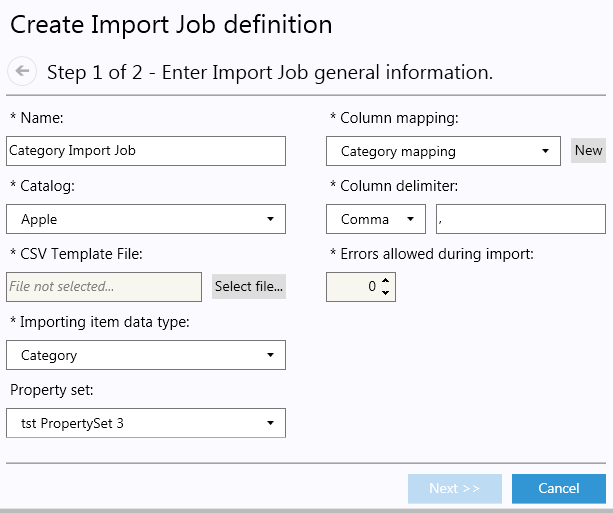 Create Import Job definition
Step 1 of 2 - Enter Import Job general information.
* Name:
Category Import Job
* Catalog:
Apple
* CSV Template File:
File not selected...
Select file...
* Importing item data type:
Category
Property set:
tst PropertySet 3
* Column mapping:
Category mapping
New
* Column delimiter:
Comma
,
* Errors allowed during import:
0
Next >>
Cancel